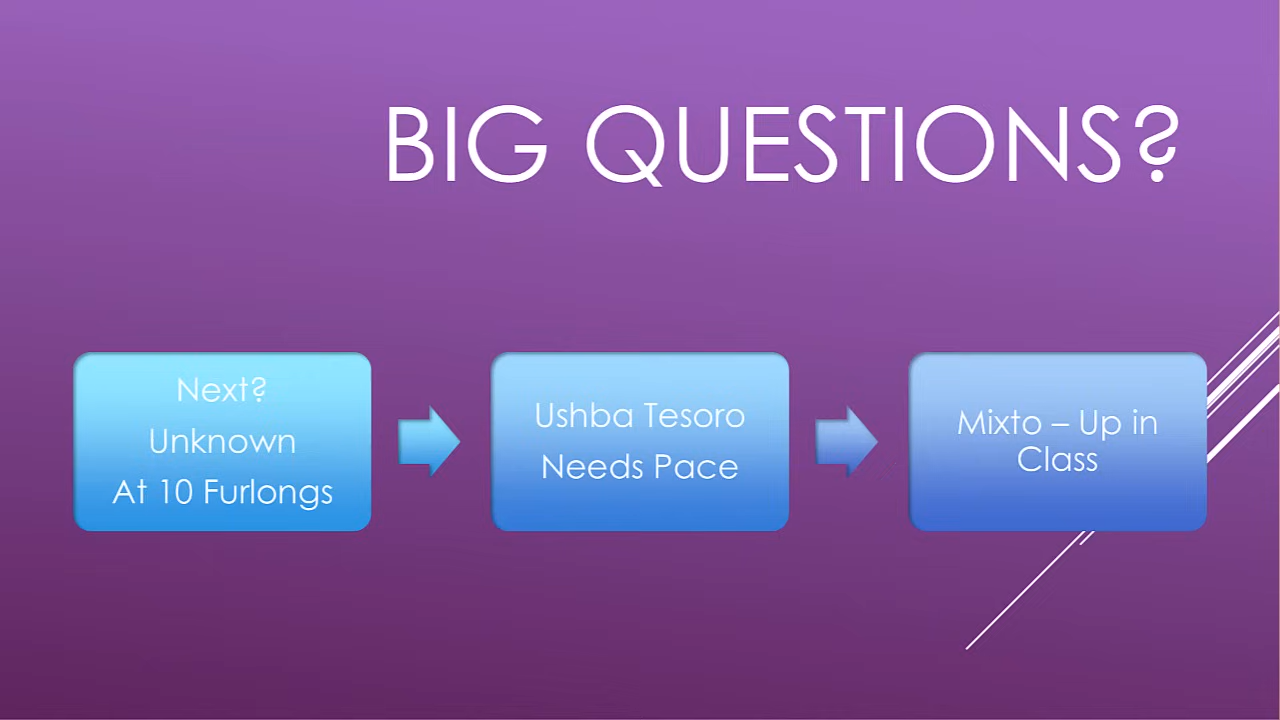 BIG QUESTIONS?
Next?
Unknown
At 10 Furlongs
Ushba Tesoro
Needs Pace
Mixto – Up in
Class